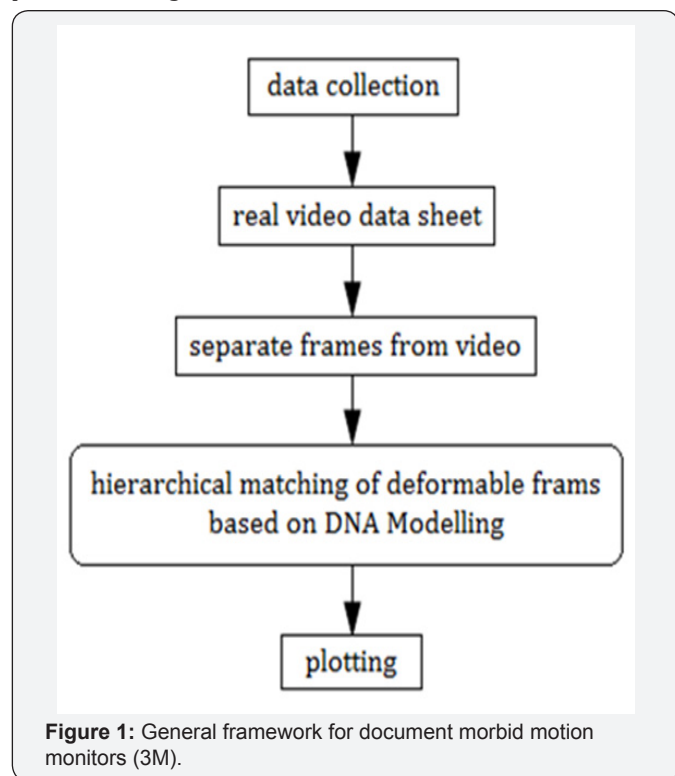 data collection
real video data sheet
separate frames from video
hierarchical matching of deformable frams
based on DNA Modelling
plotting
Figure 1: General framework for document morbid motion
monitors (3M).